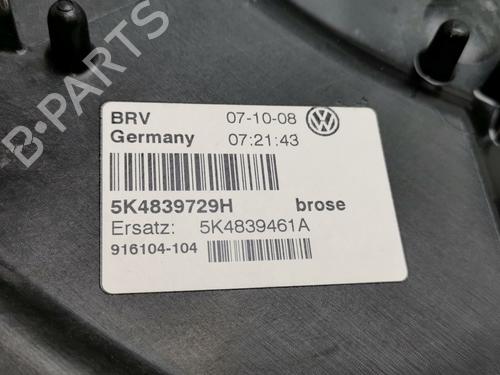 B-PARTS
BRV 07-10-08
Germany 07:21:43
5K4839729H brose
Ersatz: 5K4839461A
916104-104